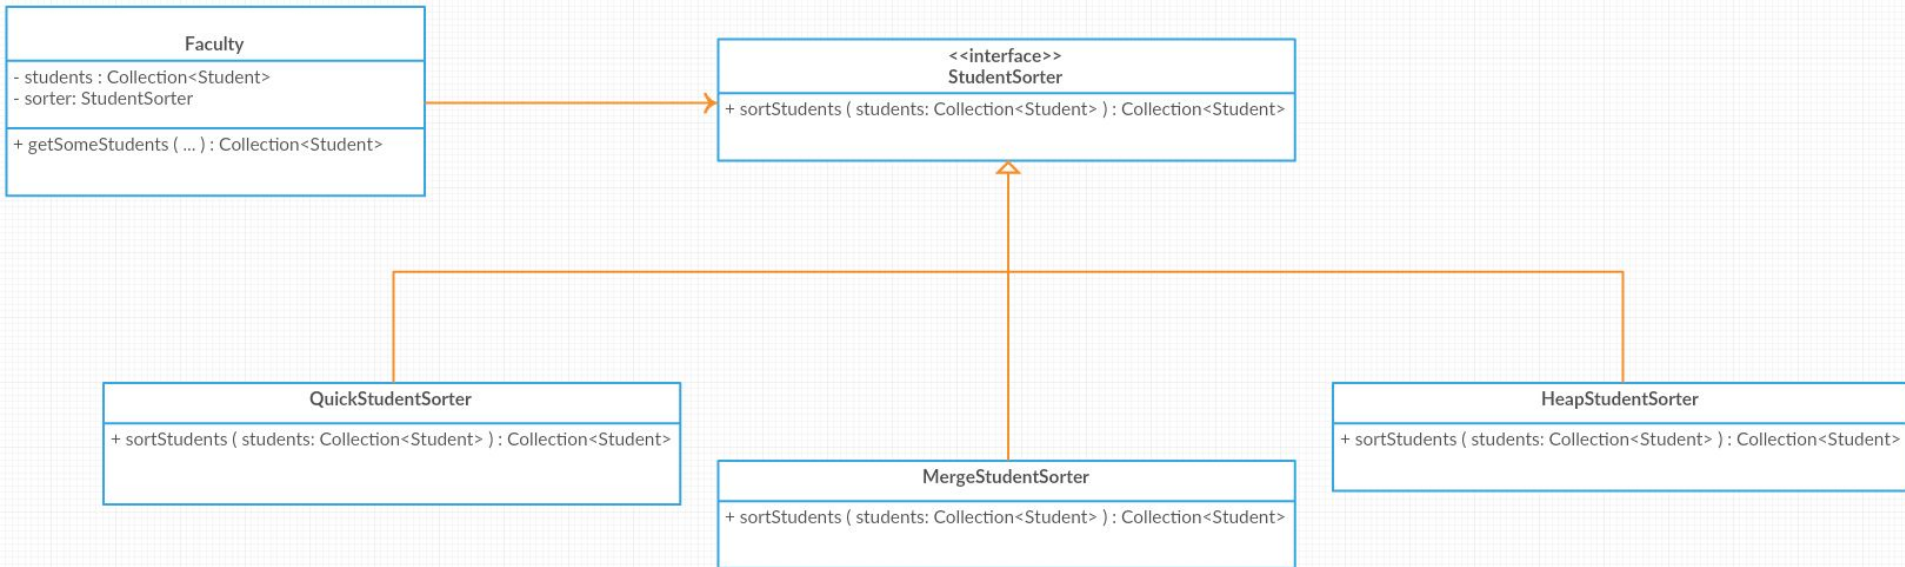 Faculty
- students : Collection<Student>
- sorter: StudentSorter
+ getSomeStudents ( ... ) : Collection<Student>
<<interface>>
StudentSorter
+ sortStudents ( students: Collection<Student> ) : Collection<Student>
QuickStudentSorter
+ sortStudents ( students: Collection<Student> ) : Collection<Student>
MergeStudentSorter
+ sortStudents ( students: Collection<Student> ) : Collection<Student>
HeapStudentSorter
+ sortStudents ( students: Collection<Student> ) : Collection<Student>